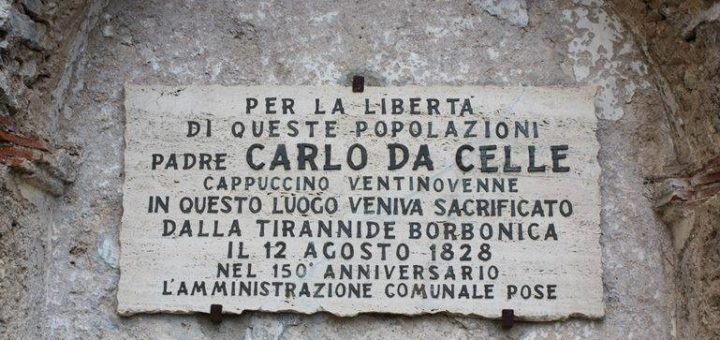 PER LA LIBERTA
DI QUESTE POPOLAZIONI
PADRE CARLO DA CELLE
CAPPUCCINO VENTINOVENNE
IN QUESTO LUOGO VENIVA SACRIFICATO
DALLA TIRANNIDE BORBONICA
IL 12 AGOSTO 1828
NEL 150° ANNIVERSARIO
L'AMMINISTRAZIONE COMUNALE POSE